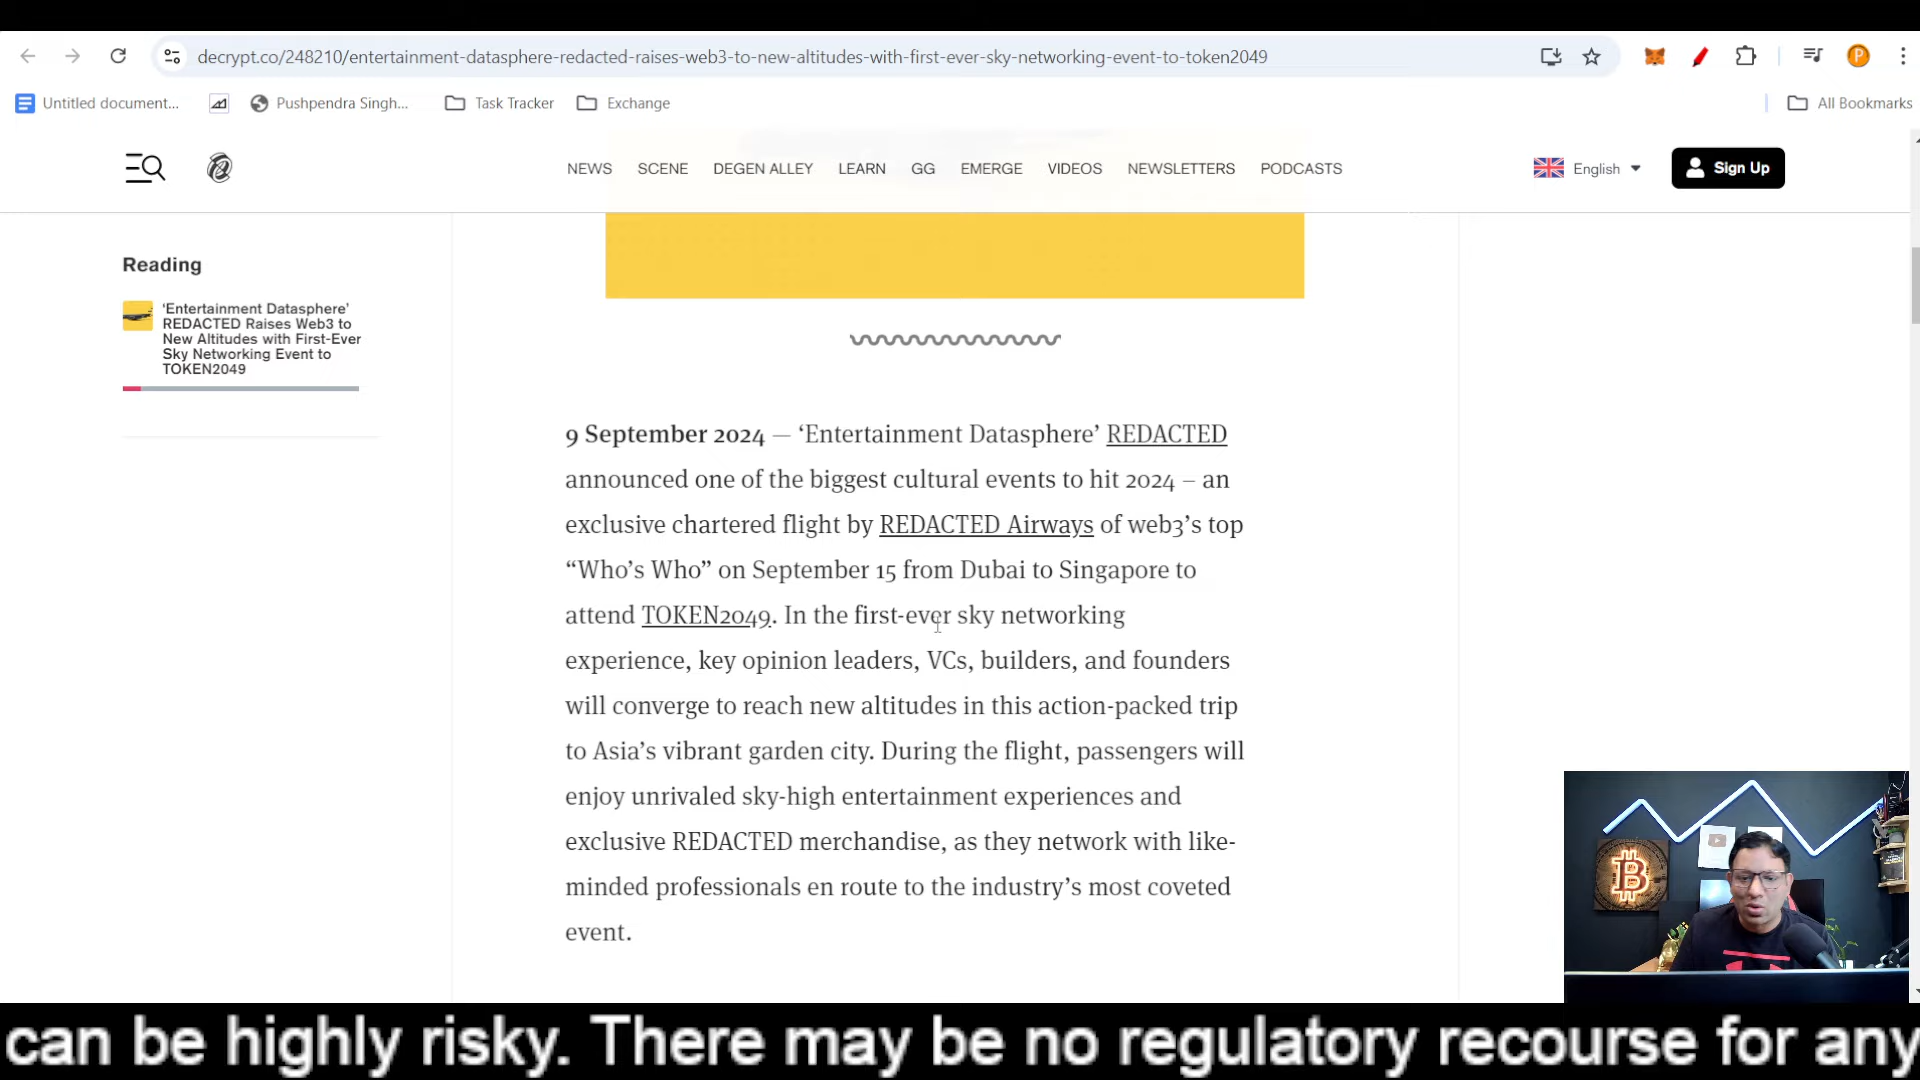 decrypt.co/248210/entertainment-datasphere-redacted-raises-web3-to-new-altitudes-with-first-ever-sky-networking-event-to-token2049
P
Untitled document...
Pushpendra Singh...
Task Tracker
Exchange
All Bookmarks
NEWS SCENE DEGEN ALLEY LEARN GG EMERGE VIDEOS NEWSLETTERS PODCASTS
English
Sign Up
Reading
‘Entertainment Datasphere’
REDACTED Raises Web3 to
New Altitudes with First-Ever
Sky Networking Event to
TOKEN2049
9 September 2024 — ‘Entertainment Datasphere’ REDACTED
announced one of the biggest cultural events to hit 2024 – an
exclusive chartered flight by REDACTED Airways of web3’s top
“Who’s Who” on September 15 from Dubai to Singapore to
attend TOKEN2049. In the first-ever sky networking
experience, key opinion leaders, VCs, builders, and founders
will converge to reach new altitudes in this action-packed trip
to Asia’s vibrant garden city. During the flight, passengers will
enjoy unrivaled sky-high entertainment experiences and
exclusive REDACTED merchandise, as they network with like-
minded professionals en route to the industry’s most coveted
event.
can be highly risky. There may be no regulatory recourse for any